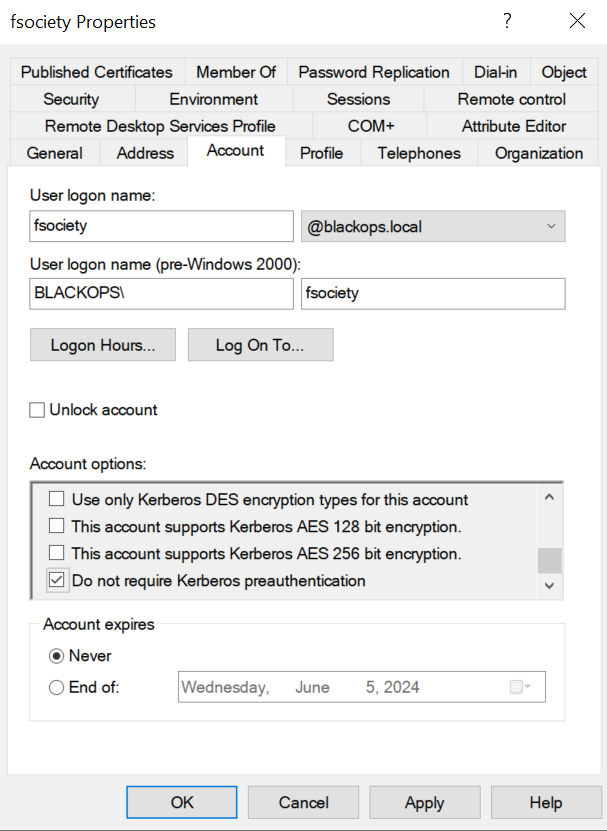 fsociety Properties
?
Published Certificates Member Of Password Replication Dial-in Object
Security Environment Sessions Remote control
Remote Desktop Services Profile COM+ Attribute Editor
General Address Account Profile Telephones Organization
User logon name:
fsociety @blackops.local
User logon name (pre-Windows 2000):
BLACKOPS\ fsociety
Logon Hours... Log On To...
Unlock account
Account options:
Use only Kerberos DES encryption types for this account
This account supports Kerberos AES 128 bit encryption.
This account supports Kerberos AES 256 bit encryption.
Do not require Kerberos preauthentication
Account expires
Never
End of: Wednesday, June 5, 2024
OK Cancel Apply Help